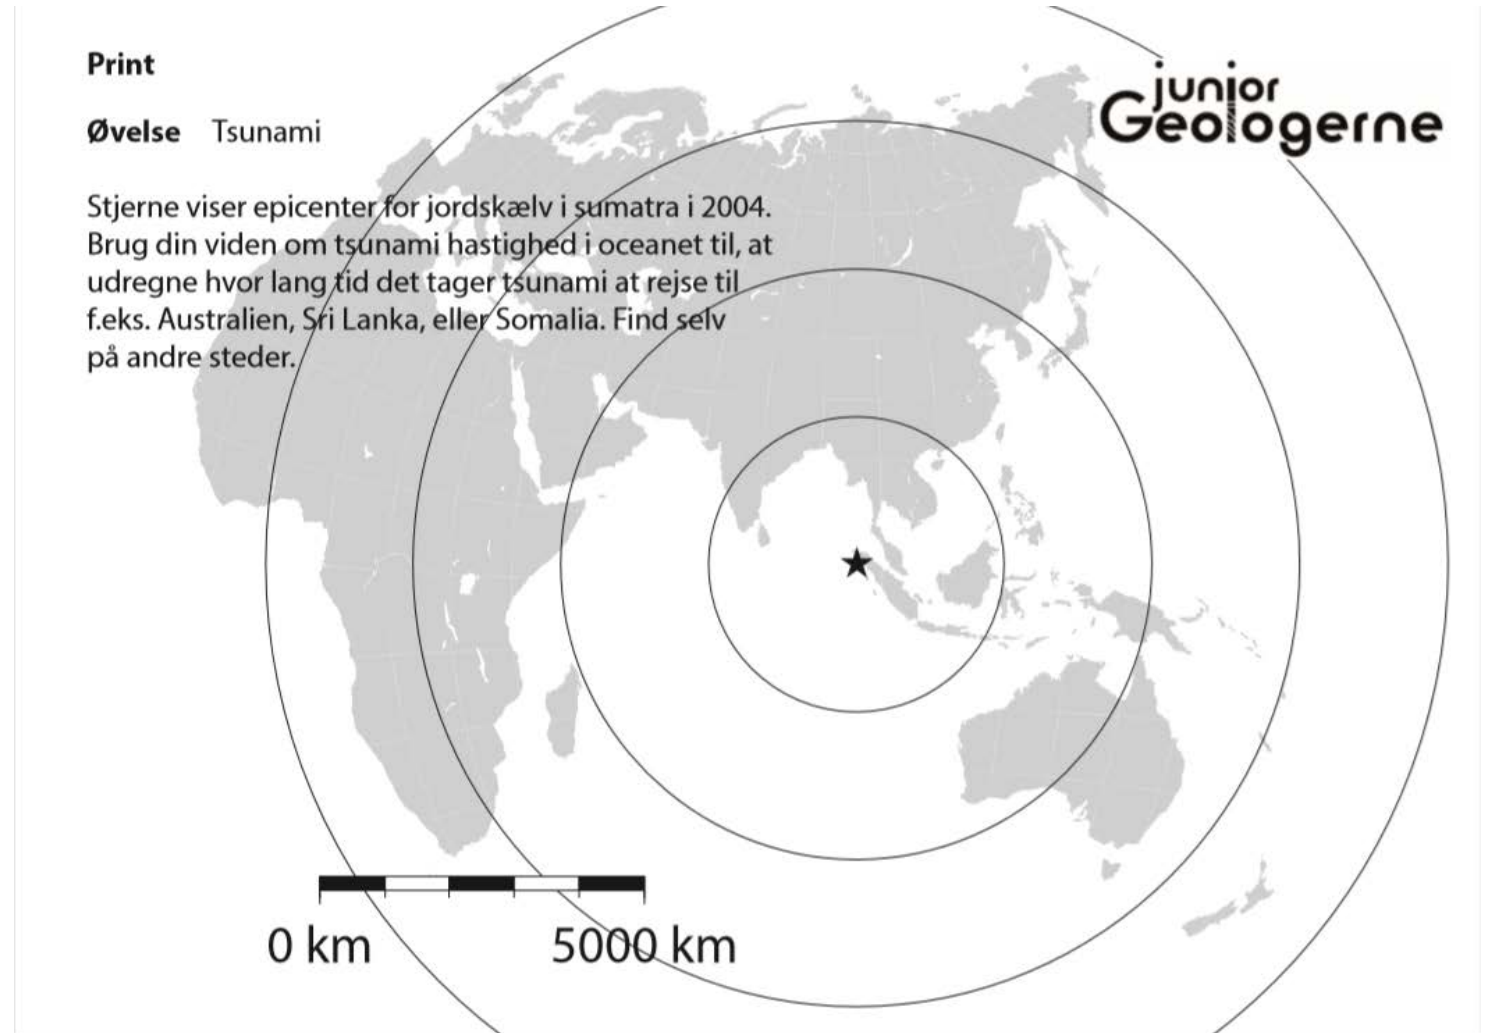 Print
junior
Geologerne
Øvelse Tsunami
Stjerne viser epicenter for jordskælv i sumatra i 2004.
Brug din viden om tsunami hastighed i oceanet til, at
udregne hvor lang tid det tager tsunami at rejse til
f.eks. Australien, Sri Lanka, eller Somalia. Find selv
på andre steder.
0 km 5000 km